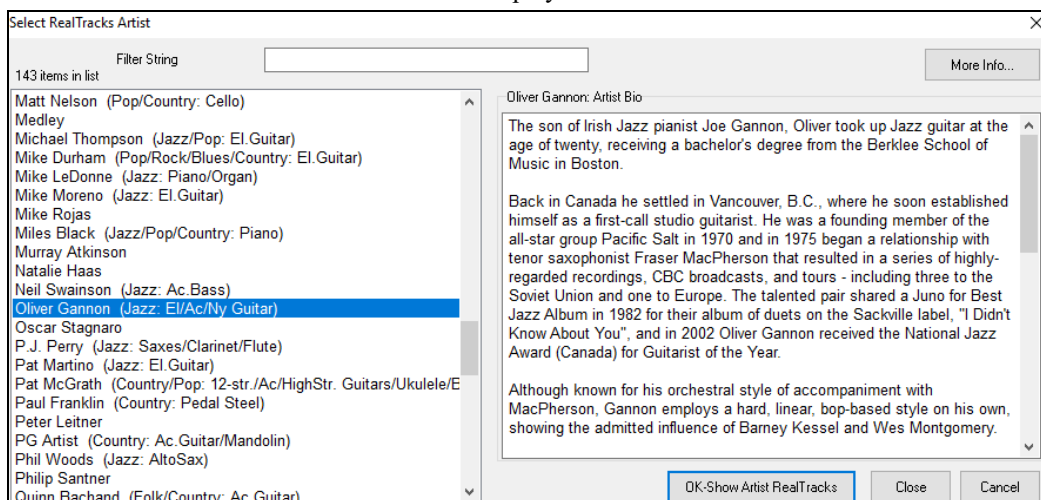 Select RealTracks Artist
Filter String
143 items in list
More Info...
Matt Nelson (Pop/Country: Cello)
Medley
Michael Thompson (Jazz/Pop: El.Guitar)
Mike Durham (Pop/Rock/Blues/Country: El.Guitar)
Mike LeDonne (Jazz: Piano/Organ)
Mike Moreno (Jazz: El.Guitar)
Mike Rojas
Miles Black (Jazz/Pop/Country: Piano)
Murray Atkinson
Natalie Haas
Neil Swainson (Jazz: Ac.Bass)
Oliver Gannon (Jazz: El/Ac/Ny Guitar)
Oscar Stagnaro
P.J. Perry (Jazz: Saxes/Clarinet/Flute)
Pat Martino (Jazz: El.Guitar)
Pat McGrath (Country/Pop: 12-str./Ac/HighStr. Guitars/Ukulele/E
Paul Franklin (Country: Pedal Steel)
Peter Leitner
PG Artist (Country: Ac.Guitar/Mandolin)
Phil Woods (Jazz: AltoSax)
Philip Santner
Quinn Bachand (Folk/Country: Ac.Guitar)
Oliver Gannon: Artist Bio
The son of Irish Jazz pianist Joe Gannon, Oliver took up Jazz guitar at the
age of twenty, receiving a bachelor's degree from the Berklee School of
Music in Boston.
Back in Canada he settled in Vancouver, B.C., where he soon established
himself as a first-call studio guitarist. He was a founding member of the
all-star group Pacific Salt in 1970 and in 1975 began a relationship with
tenor saxophonist Fraser MacPherson that resulted in a series of highly-
regarded recordings, CBC broadcasts, and tours - including three to the
Soviet Union and one to Europe. The talented pair shared a Juno for Best
Jazz Album in 1982 for their album of duets on the Sackville label, "I Didn't
Know About You", and in 2002 Oliver Gannon received the National Jazz
Award (Canada) for Guitarist of the Year.
Although known for his orchestral style of accompaniment with
MacPherson, Gannon employs a hard, linear, bop-based style on his own,
showing the admitted influence of Barney Kessel and Wes Montgomery.
OK-Show Artist RealTracks
Close
Cancel